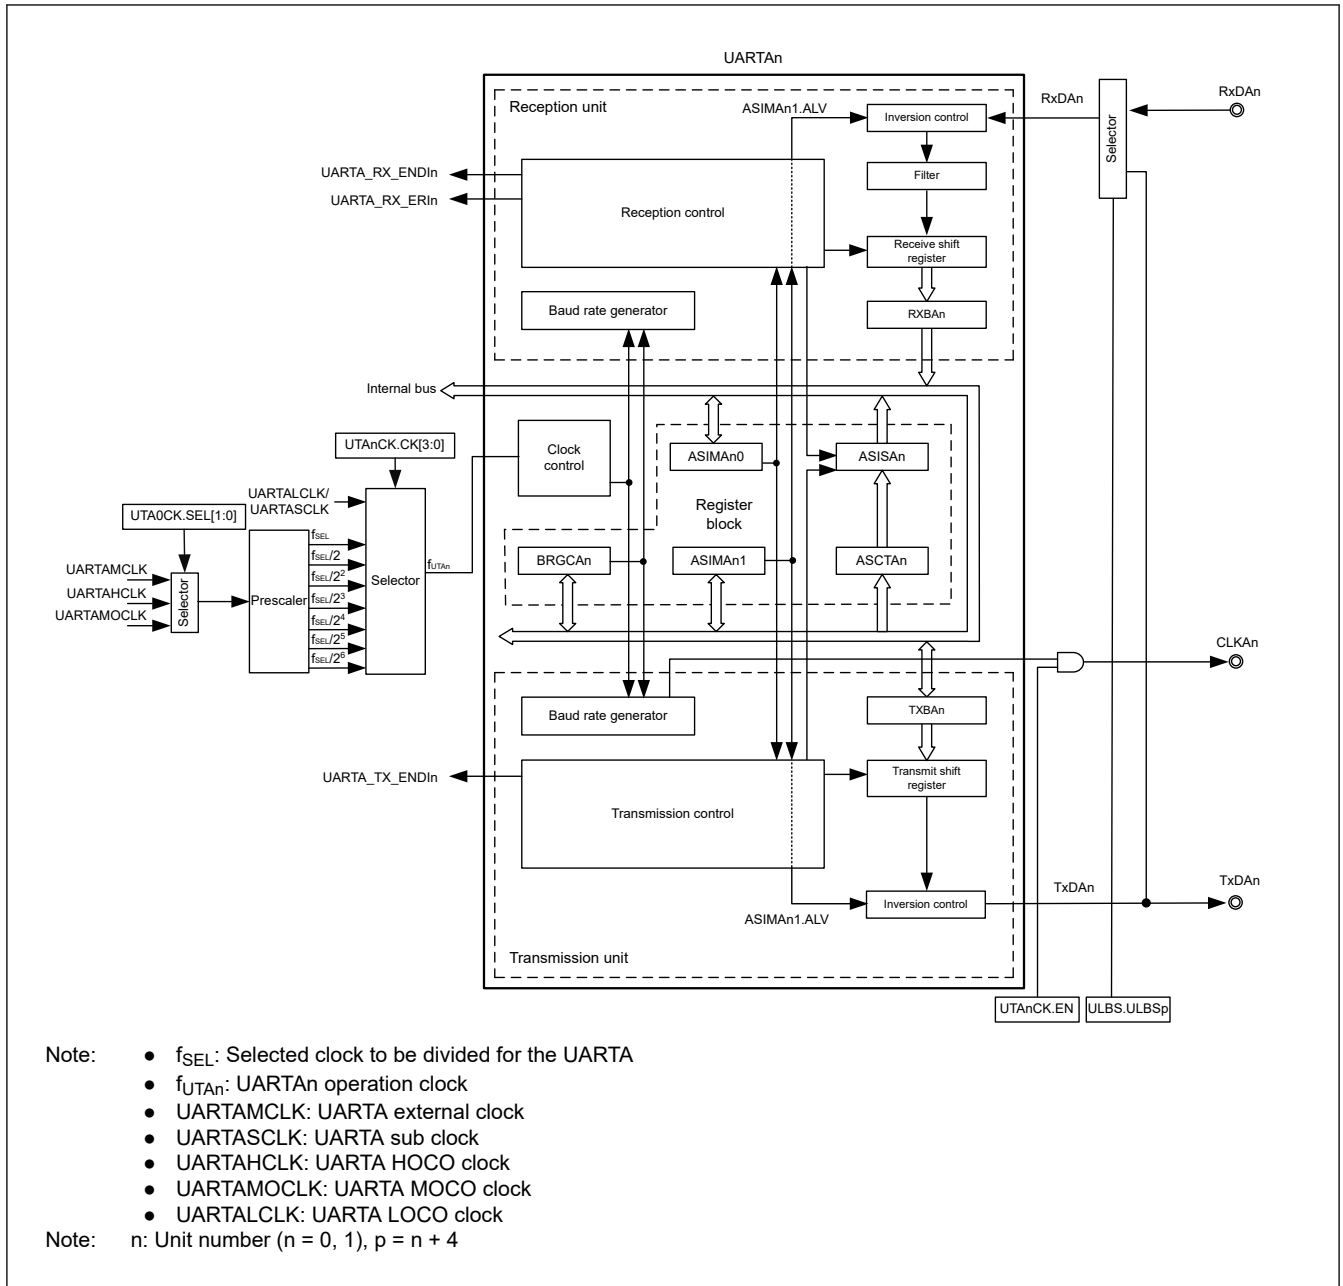 UARTAn
Reception unit
ASIMAn1.ALV
Inversion control
RxDAn
Selector
RxDAn
UARTA_RX_ENDIn
UARTA_RX_ERIn
Reception control
Filter
Receive shift
register
Baud rate generator
RXBAn
Internal bus
UTAnCK.CK[3:0]
Clock
control
ASIMAn0
ASISAn
UARTALCLK/
UARTASCLK
UTA0CK.SEL[1:0]
Register
block
fSEL
fSEL/2
fSEL/2²
fSEL/2³
fSEL/2⁴
fSEL/2⁵
fSEL/2⁶
UARTAMCLK
UARTAHCLK
UARTAMOCLK
Selector
Prescaler
Selector
fUTAn
BRGCAn
ASIMAn1
ASCTAn
CLKAn
Baud rate generator
TXBAn
UARTA_TX_ENDIn
Transmission control
Transmit shift
register
ASIMAn1.ALV
Inversion control
TxDAn
TxDAn
Transmission unit
UTAnCK.EN
ULBS.ULBSp
Note: ● fSEL: Selected clock to be divided for the UARTA
● fUTAn: UARTAn operation clock
● UARTAMCLK: UARTA external clock
● UARTASCLK: UARTA sub clock
● UARTAHCLK: UARTA HOCO clock
● UARTAMOCLK: UARTA MOCO clock
● UARTALCLK: UARTA LOCO clock
Note: n: Unit number (n = 0, 1), p = n + 4